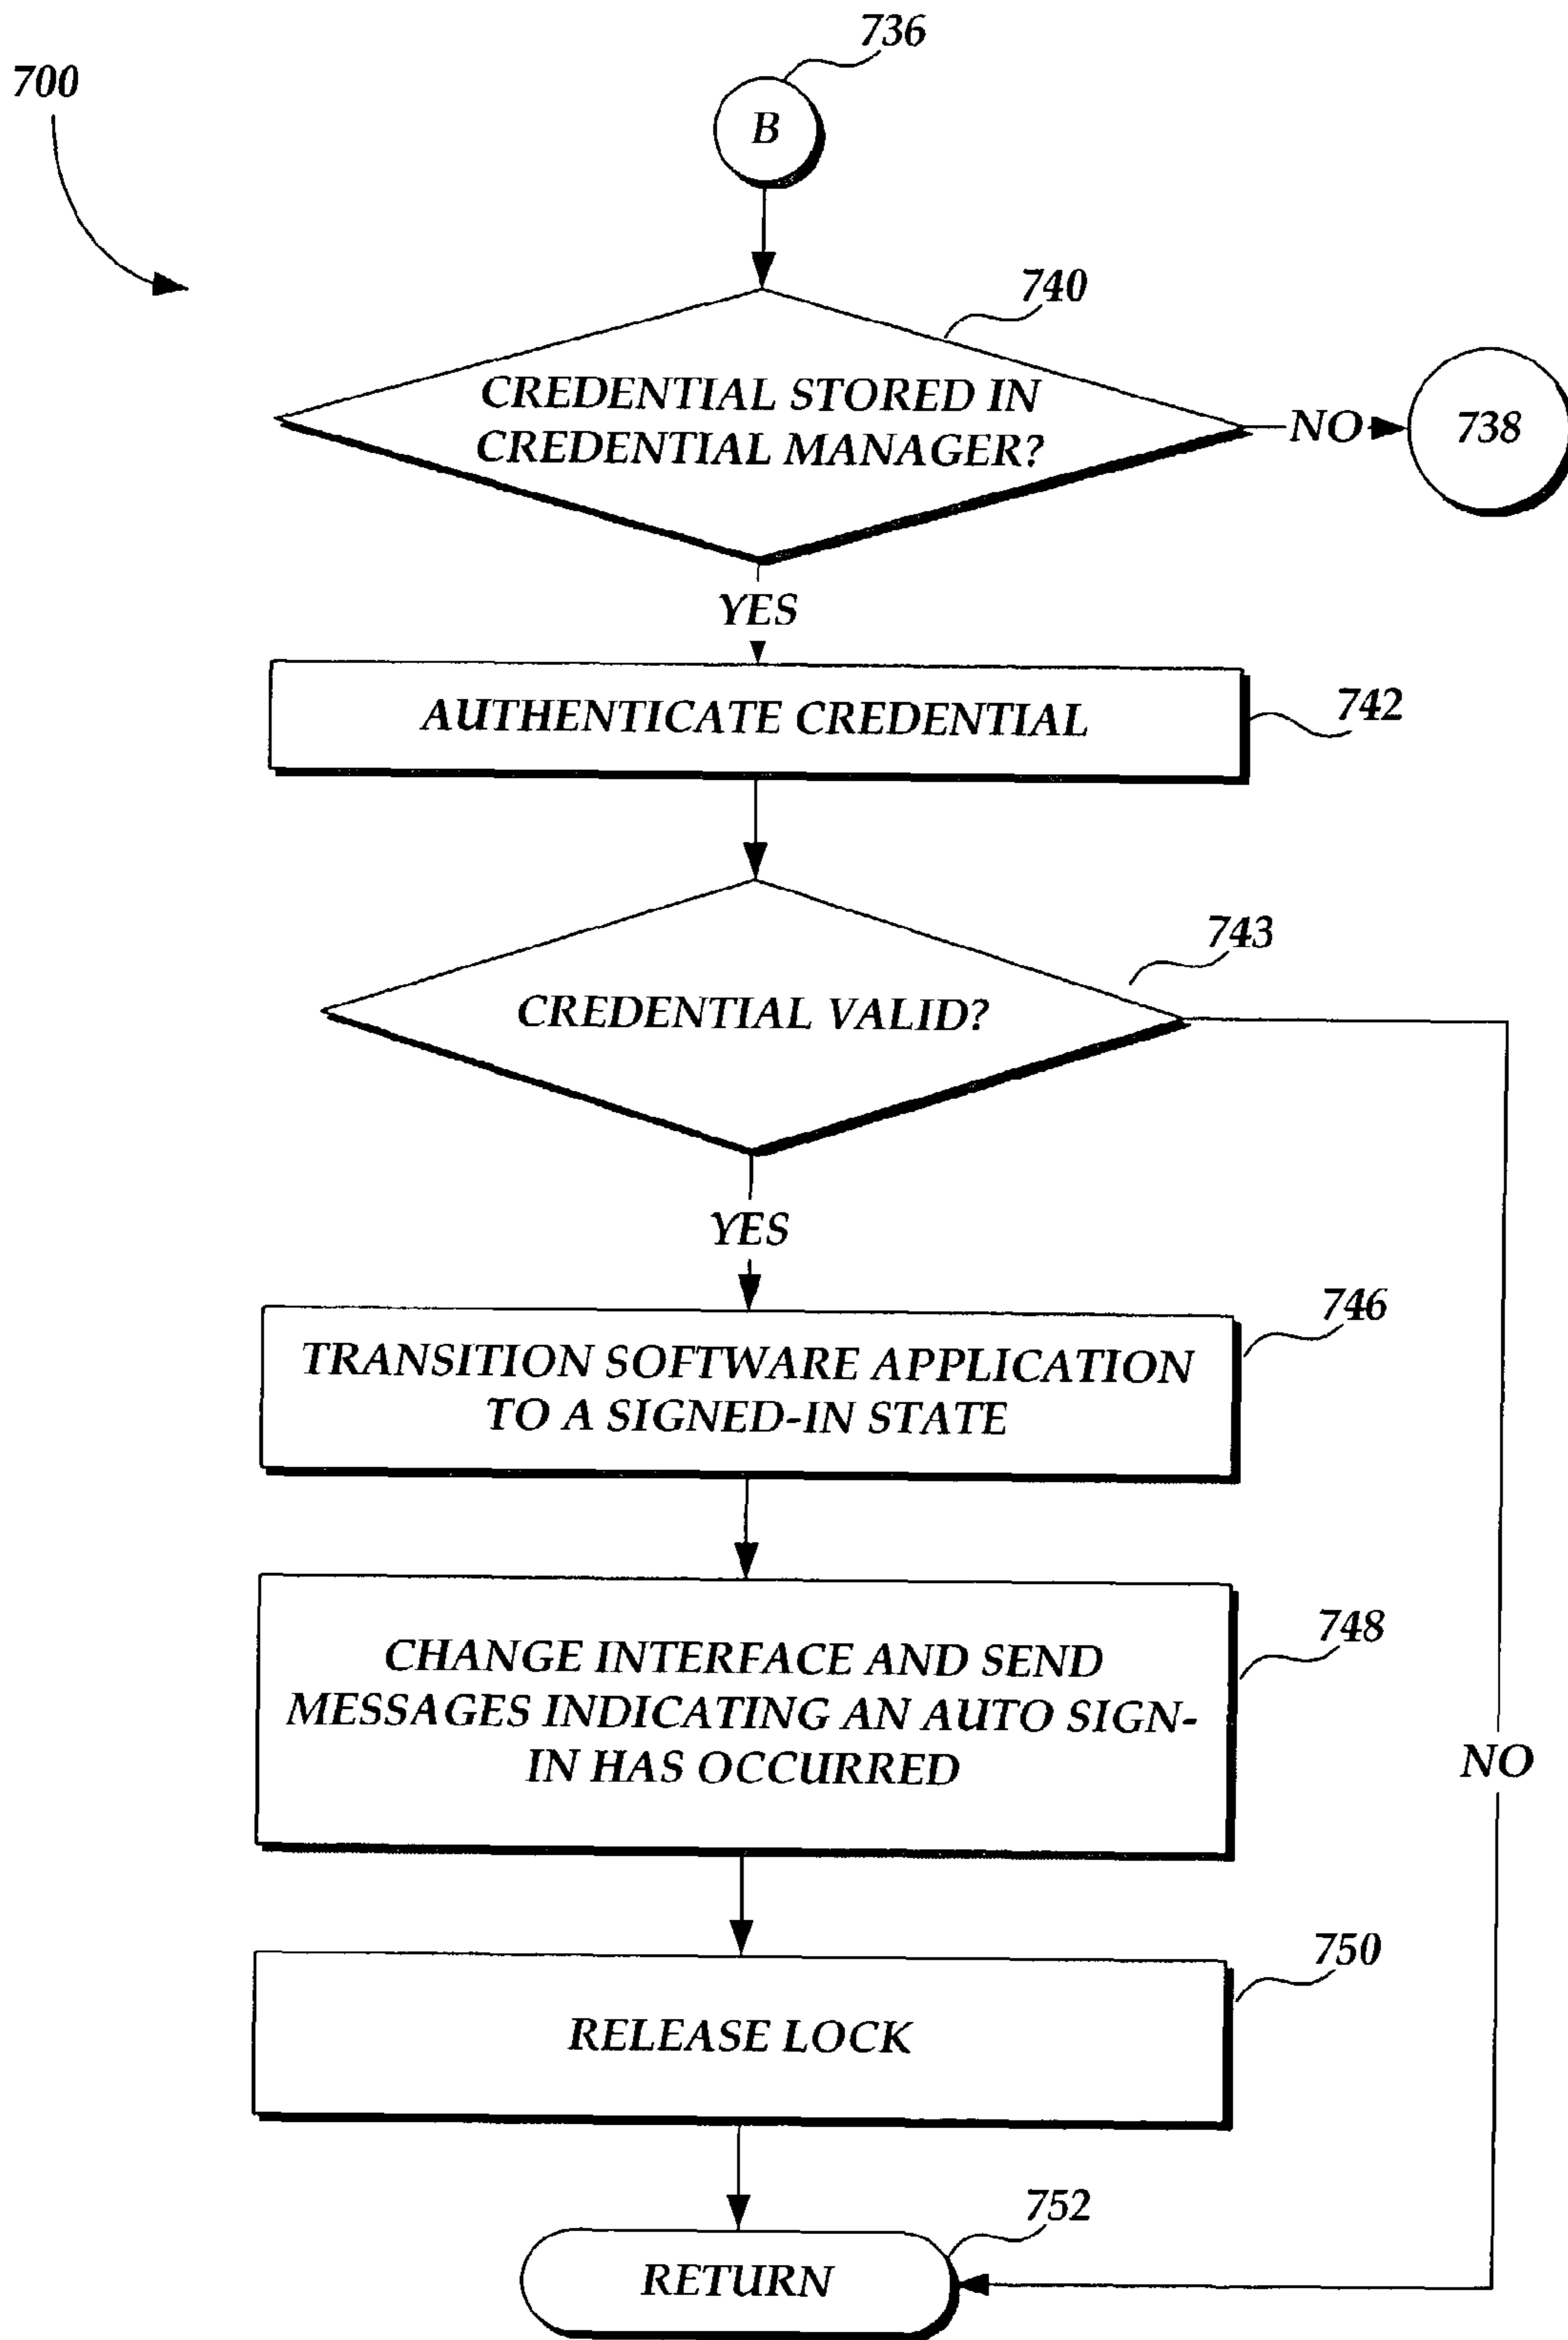 736
700
B
740
CREDENTIAL STORED IN
CREDENTIAL MANAGER?
NO
738
YES
AUTHENTICATE CREDENTIAL
742
743
CREDENTIAL VALID?
YES
746
TRANSITION SOFTWARE APPLICATION
TO A SIGNED-IN STATE
748
CHANGE INTERFACE AND SEND
MESSAGES INDICATING AN AUTO SIGN-
IN HAS OCCURRED
NO
750
RELEASE LOCK
752
RETURN